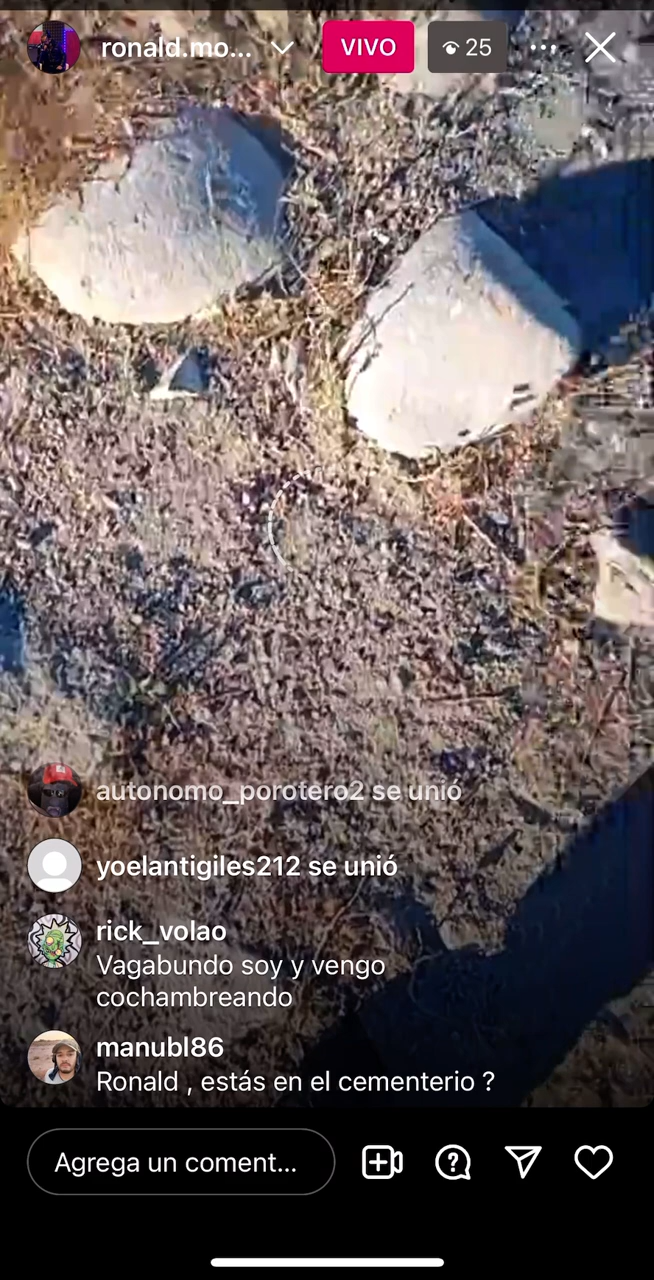 ronald.mo...
VIVO
25
autonomo_porotero2 se unió
yoelantigiles212 se unió
rick_volao
Vagabundo soy y vengo
cochambreando
manubl86
Ronald , estás en el cementerio ?
Agrega un coment...